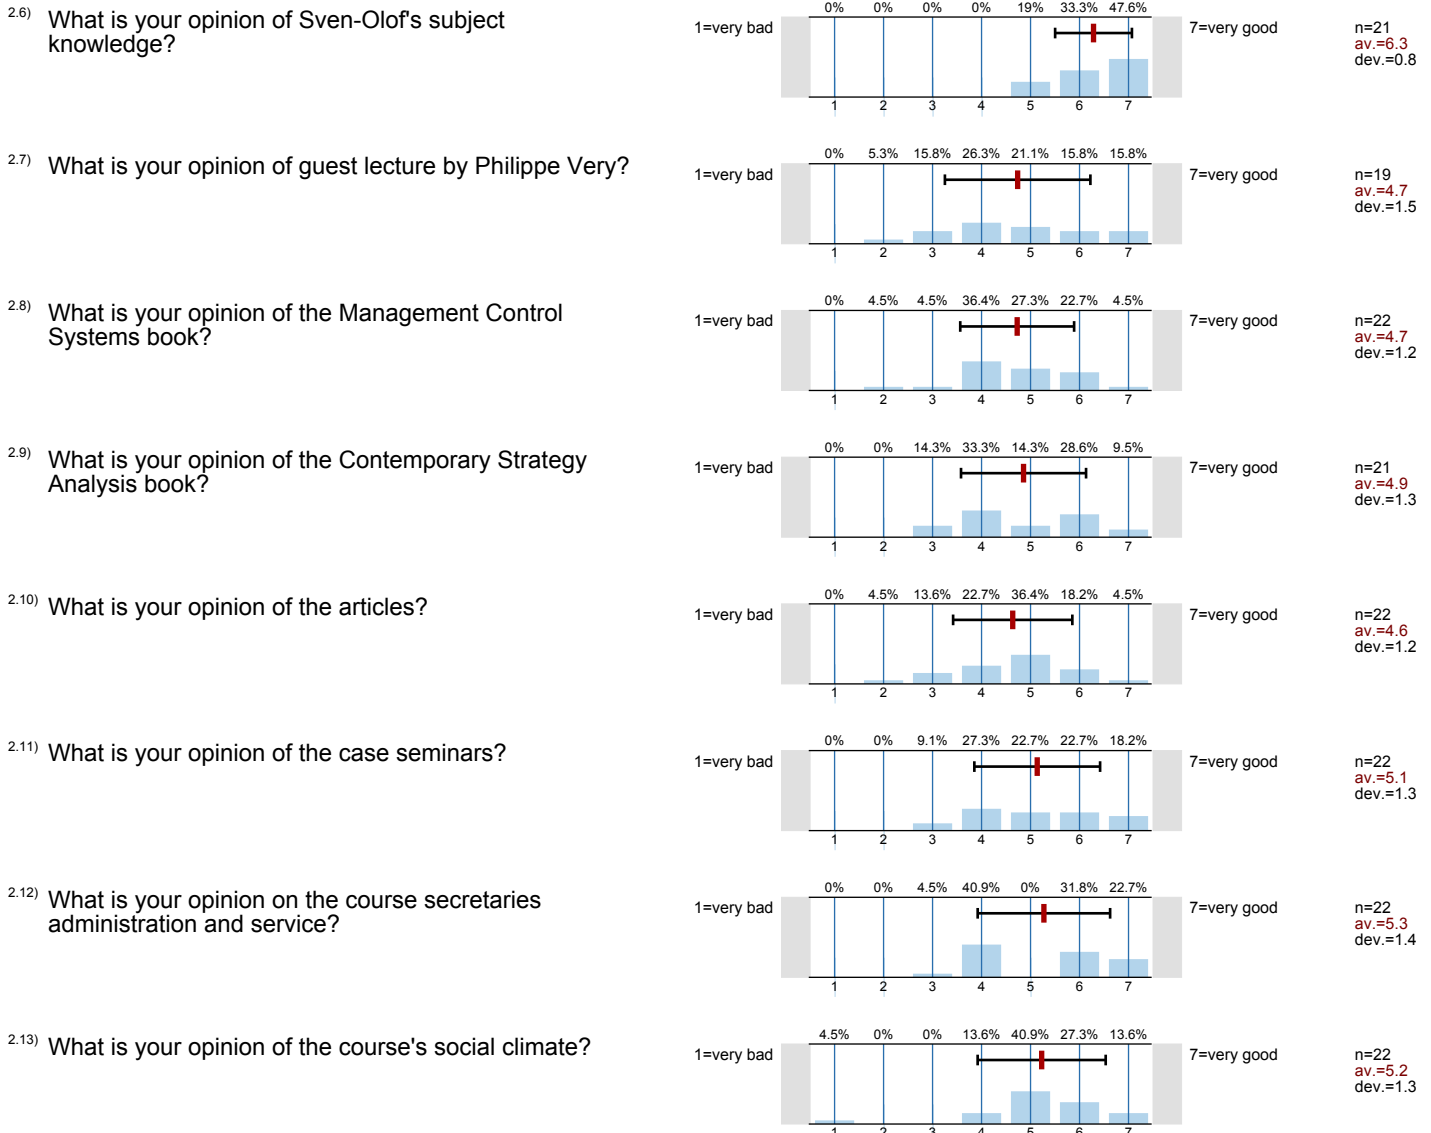 2.6) What is your opinion of Sven-Olof's subject
knowledge?
0% 0% 0% 0% 19% 33.3% 47.6%
1=very bad 7=very good
n=21
av.=6.3
dev.=0.8
1 2 3 4 5 6 7
2.7) What is your opinion of guest lecture by Philippe Very?
0% 5.3% 15.8% 26.3% 21.1% 15.8% 15.8%
1=very bad 7=very good
n=19
av.=4.7
dev.=1.5
1 2 3 4 5 6 7
2.8) What is your opinion of the Management Control
Systems book?
0% 4.5% 4.5% 36.4% 27.3% 22.7% 4.5%
1=very bad 7=very good
n=22
av.=4.7
dev.=1.2
1 2 3 4 5 6 7
2.9) What is your opinion of the Contemporary Strategy
Analysis book?
0% 0% 14.3% 33.3% 14.3% 28.6% 9.5%
1=very bad 7=very good
n=21
av.=4.9
dev.=1.3
1 2 3 4 5 6 7
2.10) What is your opinion of the articles?
0% 4.5% 13.6% 22.7% 36.4% 18.2% 4.5%
1=very bad 7=very good
n=22
av.=4.6
dev.=1.2
1 2 3 4 5 6 7
2.11) What is your opinion of the case seminars?
0% 0% 9.1% 27.3% 22.7% 22.7% 18.2%
1=very bad 7=very good
n=22
av.=5.1
dev.=1.3
1 2 3 4 5 6 7
2.12) What is your opinion on the course secretaries
administration and service?
0% 0% 4.5% 40.9% 0% 31.8% 22.7%
1=very bad 7=very good
n=22
av.=5.3
dev.=1.4
1 2 3 4 5 6 7
2.13) What is your opinion of the course's social climate?
4.5% 0% 0% 13.6% 40.9% 27.3% 13.6%
1=very bad 7=very good
n=22
av.=5.2
dev.=1.3
1 2 3 4 5 6 7